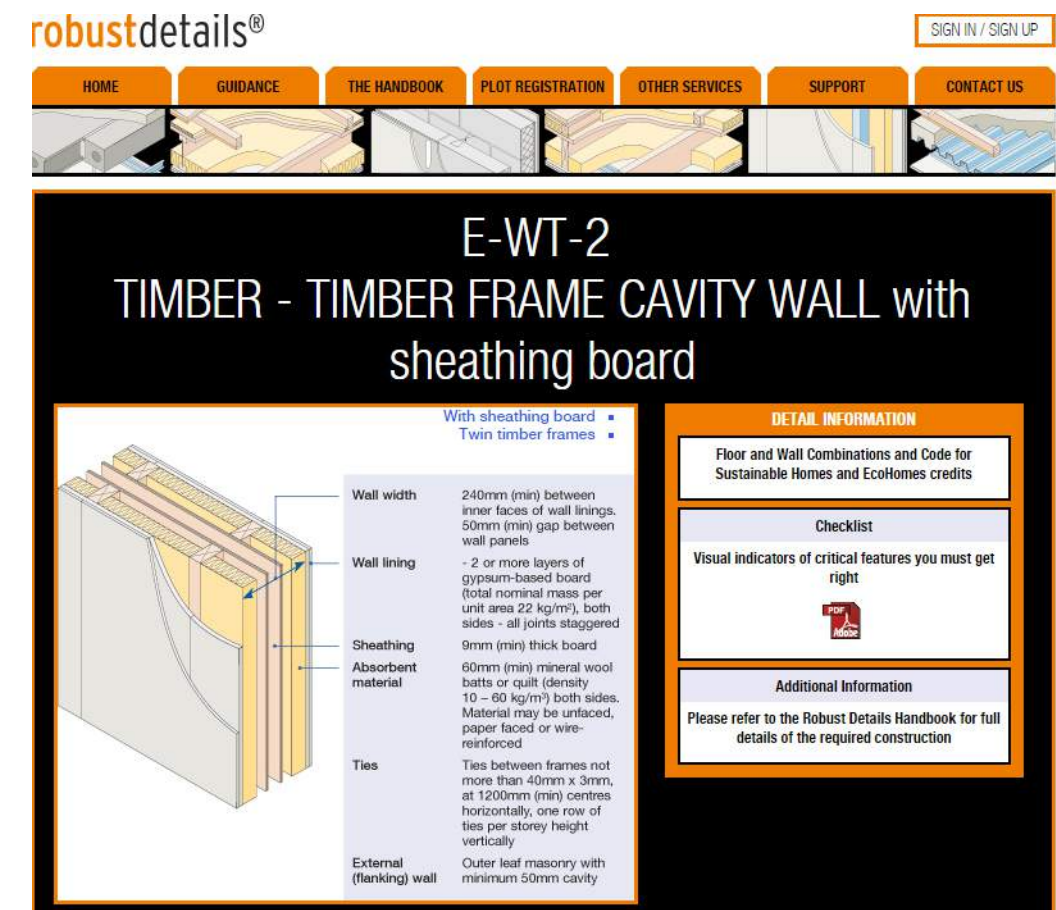 robustdetails®
SIGN IN / SIGN UP
HOME
GUIDANCE
THE HANDBOOK
PLOT REGISTRATION
OTHER SERVICES
SUPPORT
CONTACT US
E-WT-2
TIMBER - TIMBER FRAME CAVITY WALL with
sheathing board
With sheathing board ▪
Twin timber frames ▪
Wall width
240mm (min) between
inner faces of wall linings.
50mm (min) gap between
wall panels
Wall lining
- 2 or more layers of
gypsum-based board
(total nominal mass per
unit area 22 kg/m²), both
sides - all joints staggered
Sheathing
9mm (min) thick board
Absorbent
material
60mm (min) mineral wool
batts or quilt (density
10 – 60 kg/m³) both sides.
Material may be unfaced,
paper faced or wire-
reinforced
Ties
Ties between frames not
more than 40mm x 3mm,
at 1200mm (min) centres
horizontally, one row of
ties per storey height
vertically
External
(flanking) wall
Outer leaf masonry with
minimum 50mm cavity
DETAIL INFORMATION
Floor and Wall Combinations and Code for
Sustainable Homes and EcoHomes credits
Checklist
Visual indicators of critical features you must get
right
PDF
Adobe
Additional Information
Please refer to the Robust Details Handbook for full
details of the required construction